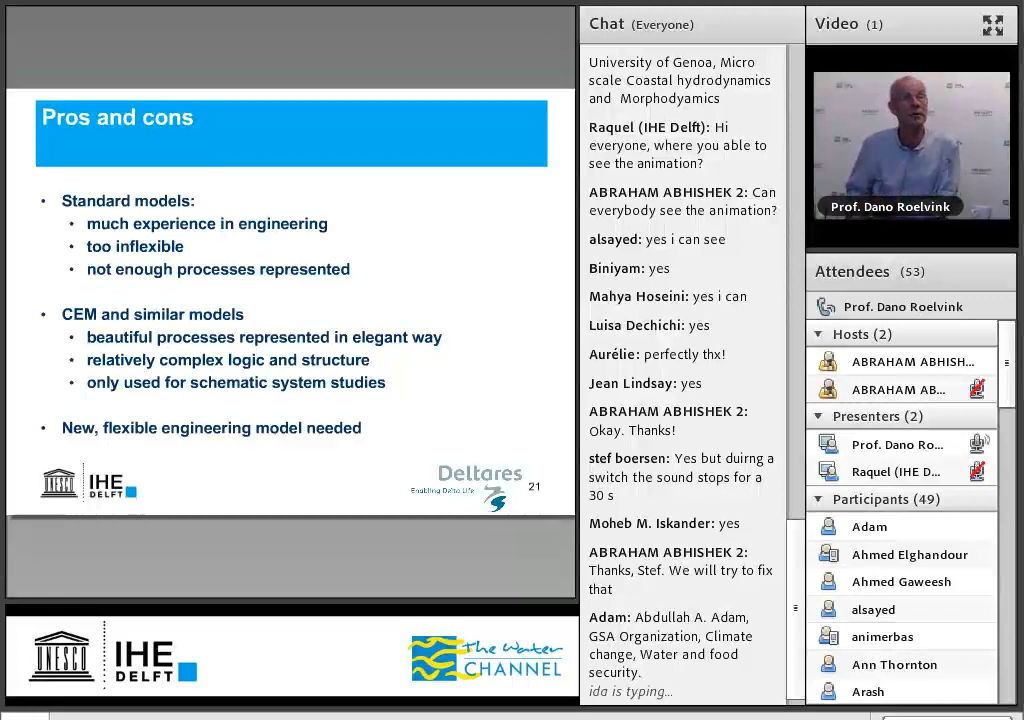 Pros and cons
• Standard models:
• much experience in engineering
• too inflexible
• not enough processes represented
• CEM and similar models
• beautiful processes represented in elegant way
• relatively complex logic and structure
• only used for schematic system studies
• New, flexible engineering model needed
UNESCO
IHE
DELFT
Deltares
Enabling Delta Life
21
UNESCO
IHE
DELFT
The Water
CHANNEL
Chat (Everyone)
University of Genoa, Micro
scale Coastal hydrodynamics
and Morphodyamics
Raquel (IHE Delft): Hi
everyone, where you able to
see the animation?
ABRAHAM ABHISHEK 2: Can
everybody see the animation?
alsayed: yes i can see
Biniyam: yes
Mahya Hoseini: yes i can
Luisa Dechichi: yes
Aurélie: perfectly thx!
Jean Lindsay: yes
ABRAHAM ABHISHEK 2:
Okay. Thanks!
stef boersen: Yes but duirng a
switch the sound stops for a
30 s
Moheb M. Iskander: yes
ABRAHAM ABHISHEK 2:
Thanks, Stef. We will try to fix
that
Adam: Abdullah A. Adam,
GSA Organization, Climate
change, Water and food
security.
ida is typing...
Video (1)
Prof. Dano Roelvink
Attendees (53)
Prof. Dano Roelvink
Hosts (2)
ABRAHAM ABHISH...
ABRAHAM AB...
Presenters (2)
Prof. Dano Ro...
Raquel (IHE D...
Participants (49)
Adam
Ahmed Elghandour
Ahmed Gaweesh
alsayed
animerbas
Ann Thornton
Arash